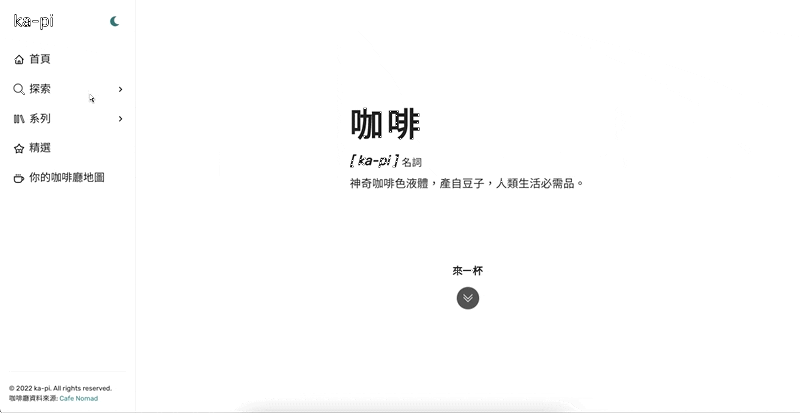 ka-pi
首頁
探索
系列
精選
你的咖啡廳地圖
咖啡
[ ka-pi ] 名詞
神奇咖啡色液體，產自豆子，人類生活必需品。
來一杯
© 2022 ka-pi. All rights reserved.
咖啡廳資料來源: Cafe Nomad